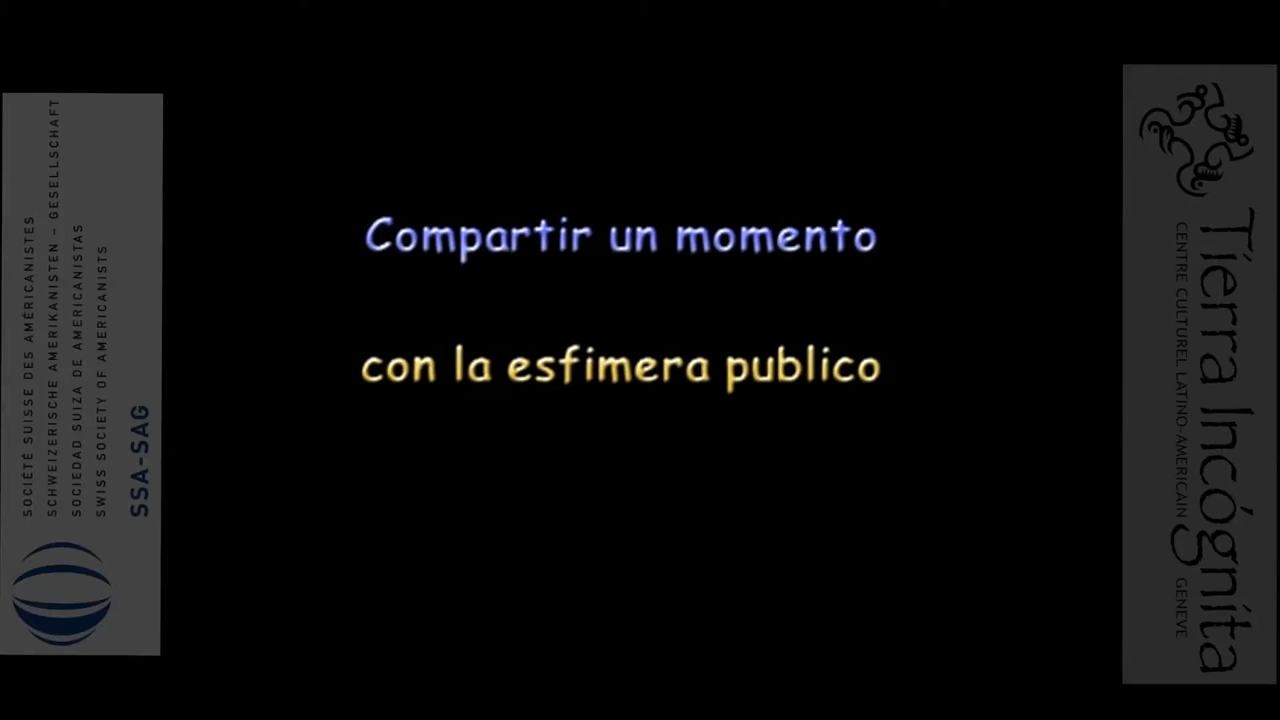 SOCIÉTÉ SUISSE DES AMÉRICANISTES
SCHWEIZERISCHE AMERIKANISTEN – GESELLSCHAFT
SOCIEDAD SUIZA DE AMERICANISTAS
SWISS SOCIETY OF AMERICANISTS
SSA-SAG
Compartir un momento
con la esfimera publico
Tierra Incógnita
CENTRE CULTUREL LATINO-AMERICAIN GENEVE